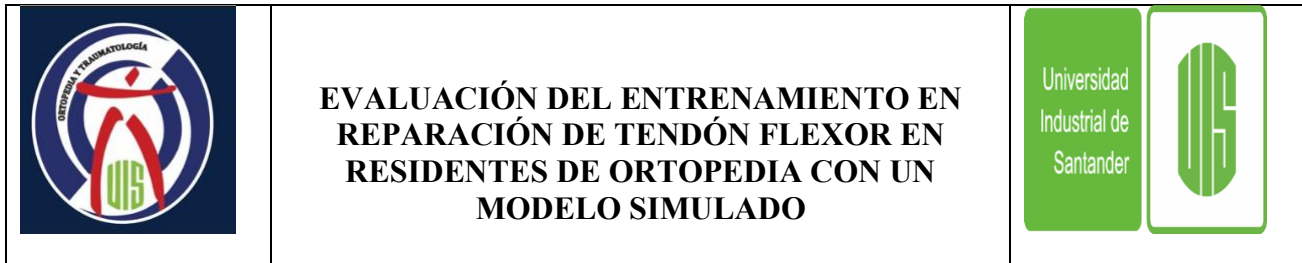 ORTOPEDIA Y TRAUMATOLOGÍA
UIS
EVALUACIÓN DEL ENTRENAMIENTO EN
REPARACIÓN DE TENDÓN FLEXOR EN
RESIDENTES DE ORTOPEDIA CON UN
MODELO SIMULADO
Universidad
Industrial de
Santander
UIS